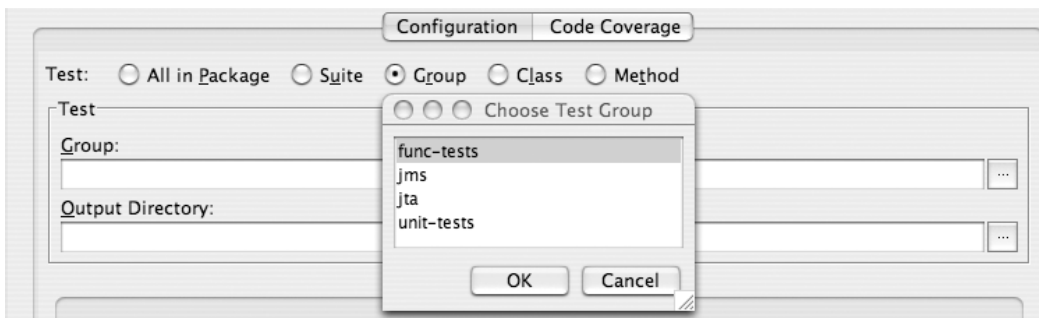 Configuration Code Coverage
Test: All in Package Suite Group Class Method
Test
Choose Test Group
Group:
func-tests
jms
...
jta
Output Directory:
unit-tests
...
OK Cancel